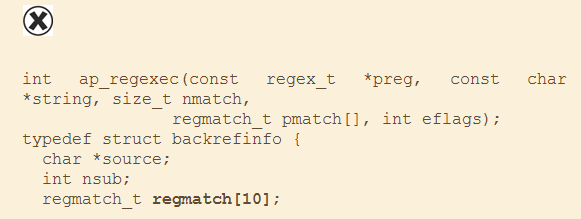 int ap_regexec(const regex_t *preg, const char
*string, size_t nmatch,
regmatch_t pmatch[], int eflags);
typedef struct backrefinfo {
char *source;
int nsub;
regmatch_t regmatch[10];